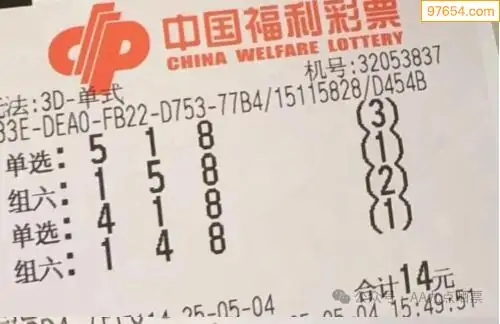 97654.com
中国福利彩票
CHINA WELFARE LOTTERY
机号:32053837
法:3D-单式
83E-DEA0-FB22-D753-77B4/15115828/D454B
单选: 5 1 8 (3)
组六: 1 5 8 (1)
单选: 4 1 8 (2)
组六: 1 4 8 (1)
合计14元
25-05-04 15:49:51